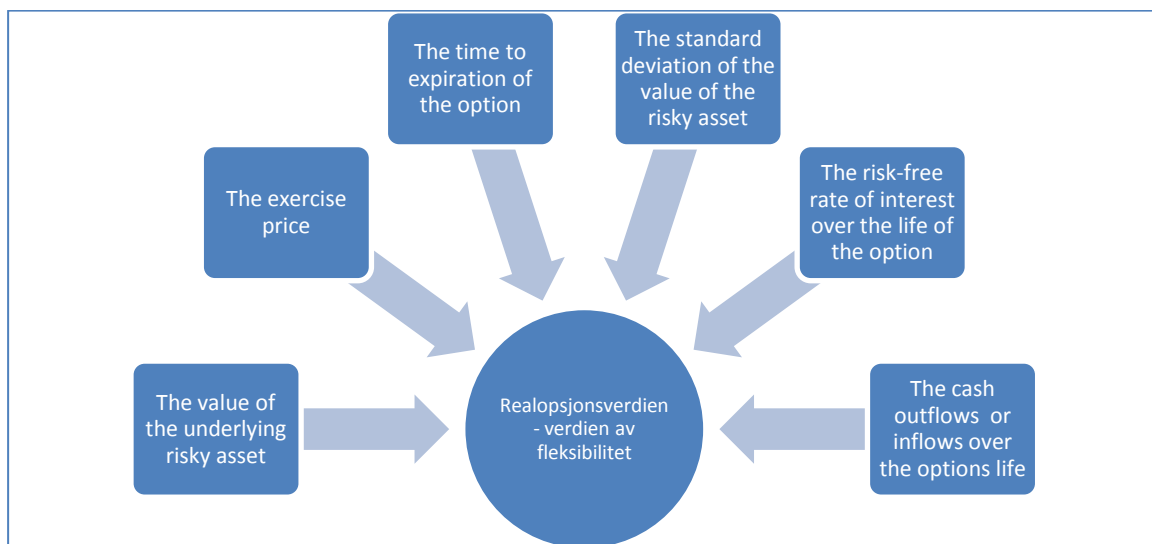 The value of
the underlying
risky asset
The exercise
price
The time to
expiration of
the option
The standard
deviation of the
value of the
risky asset
The risk-free
rate of interest
over the life of
the option
The cash
outflows or
inflows over
the options life
Realopsjonsverdien
- verdien av
fleksibilitet